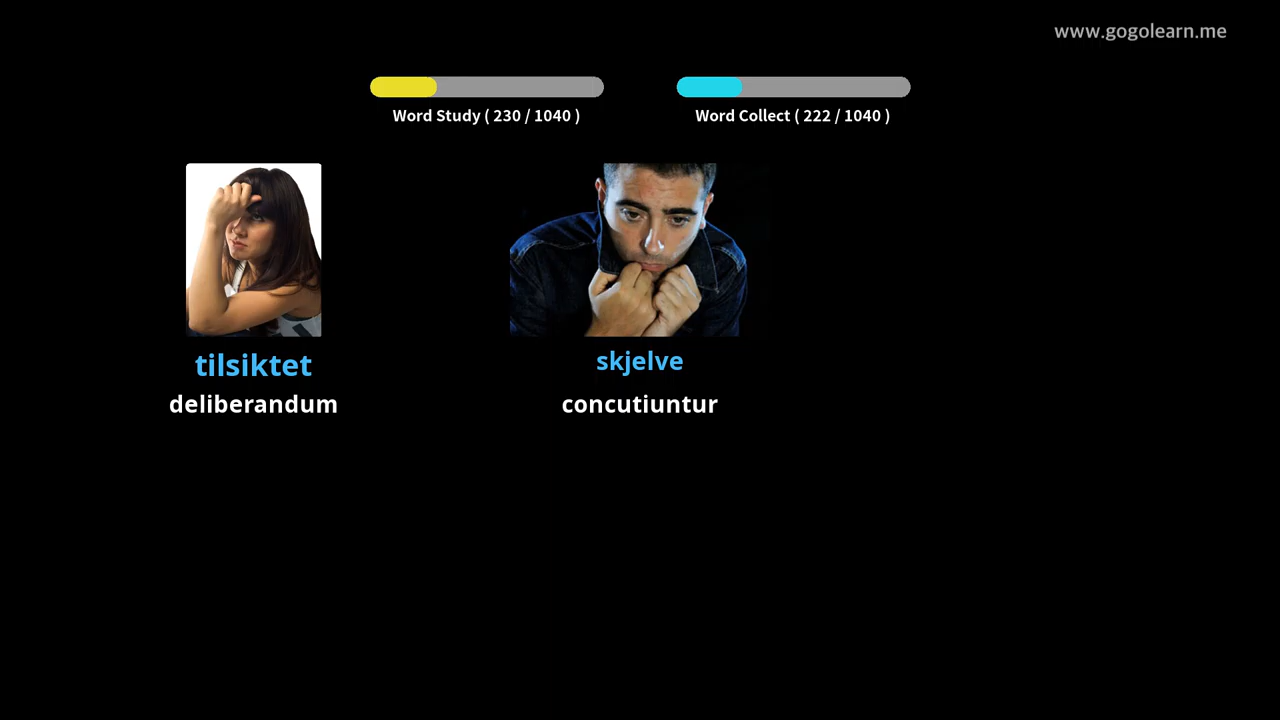 www.gogolearn.me
Word Study ( 230 / 1040 )
Word Collect ( 222 / 1040 )
tilsiktet
deliberandum
skjelve
concutiuntur